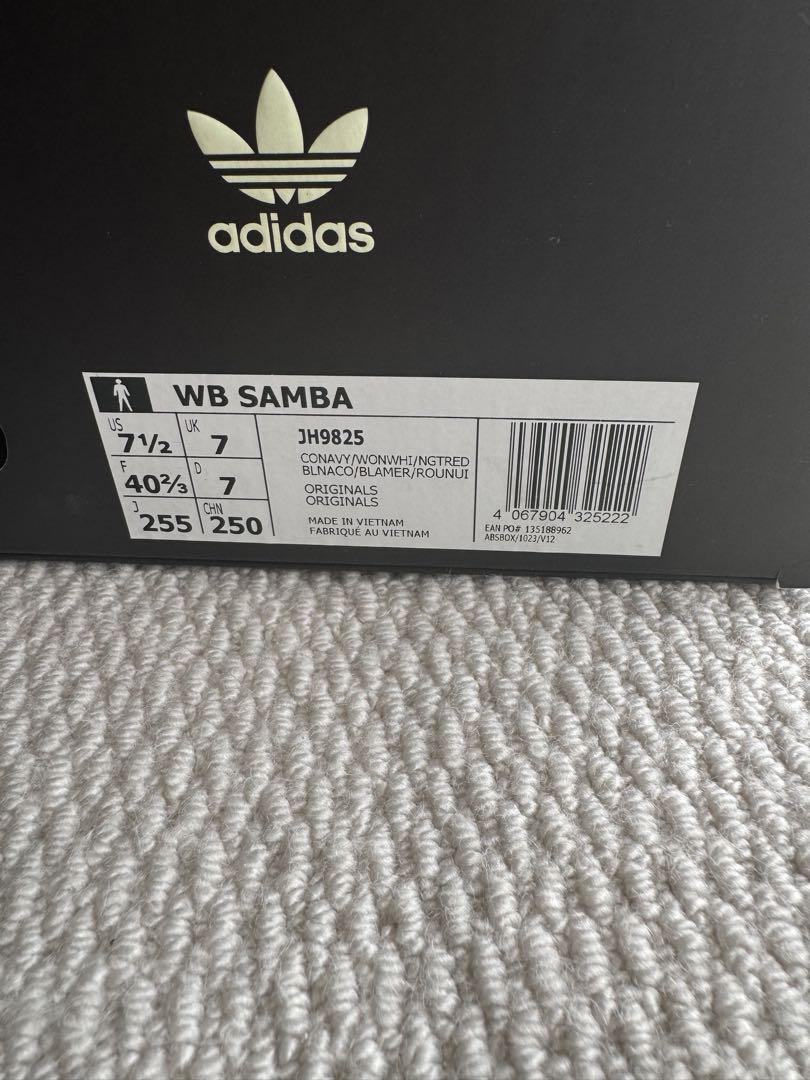 adidas
WB SAMBA
US
7½
UK
7
F
40⅔
D
7
J
255
CHN
250
JH9825
CONAVY/WONWHI/NGTRED
BLNACO/BLAMER/ROUNUI
ORIGINALS
ORIGINALS
MADE IN VIETNAM
FABRIQUÉ AU VIETNAM
4 067904 325222
EAN PO# 135188962
ABSBOX/1023/V12